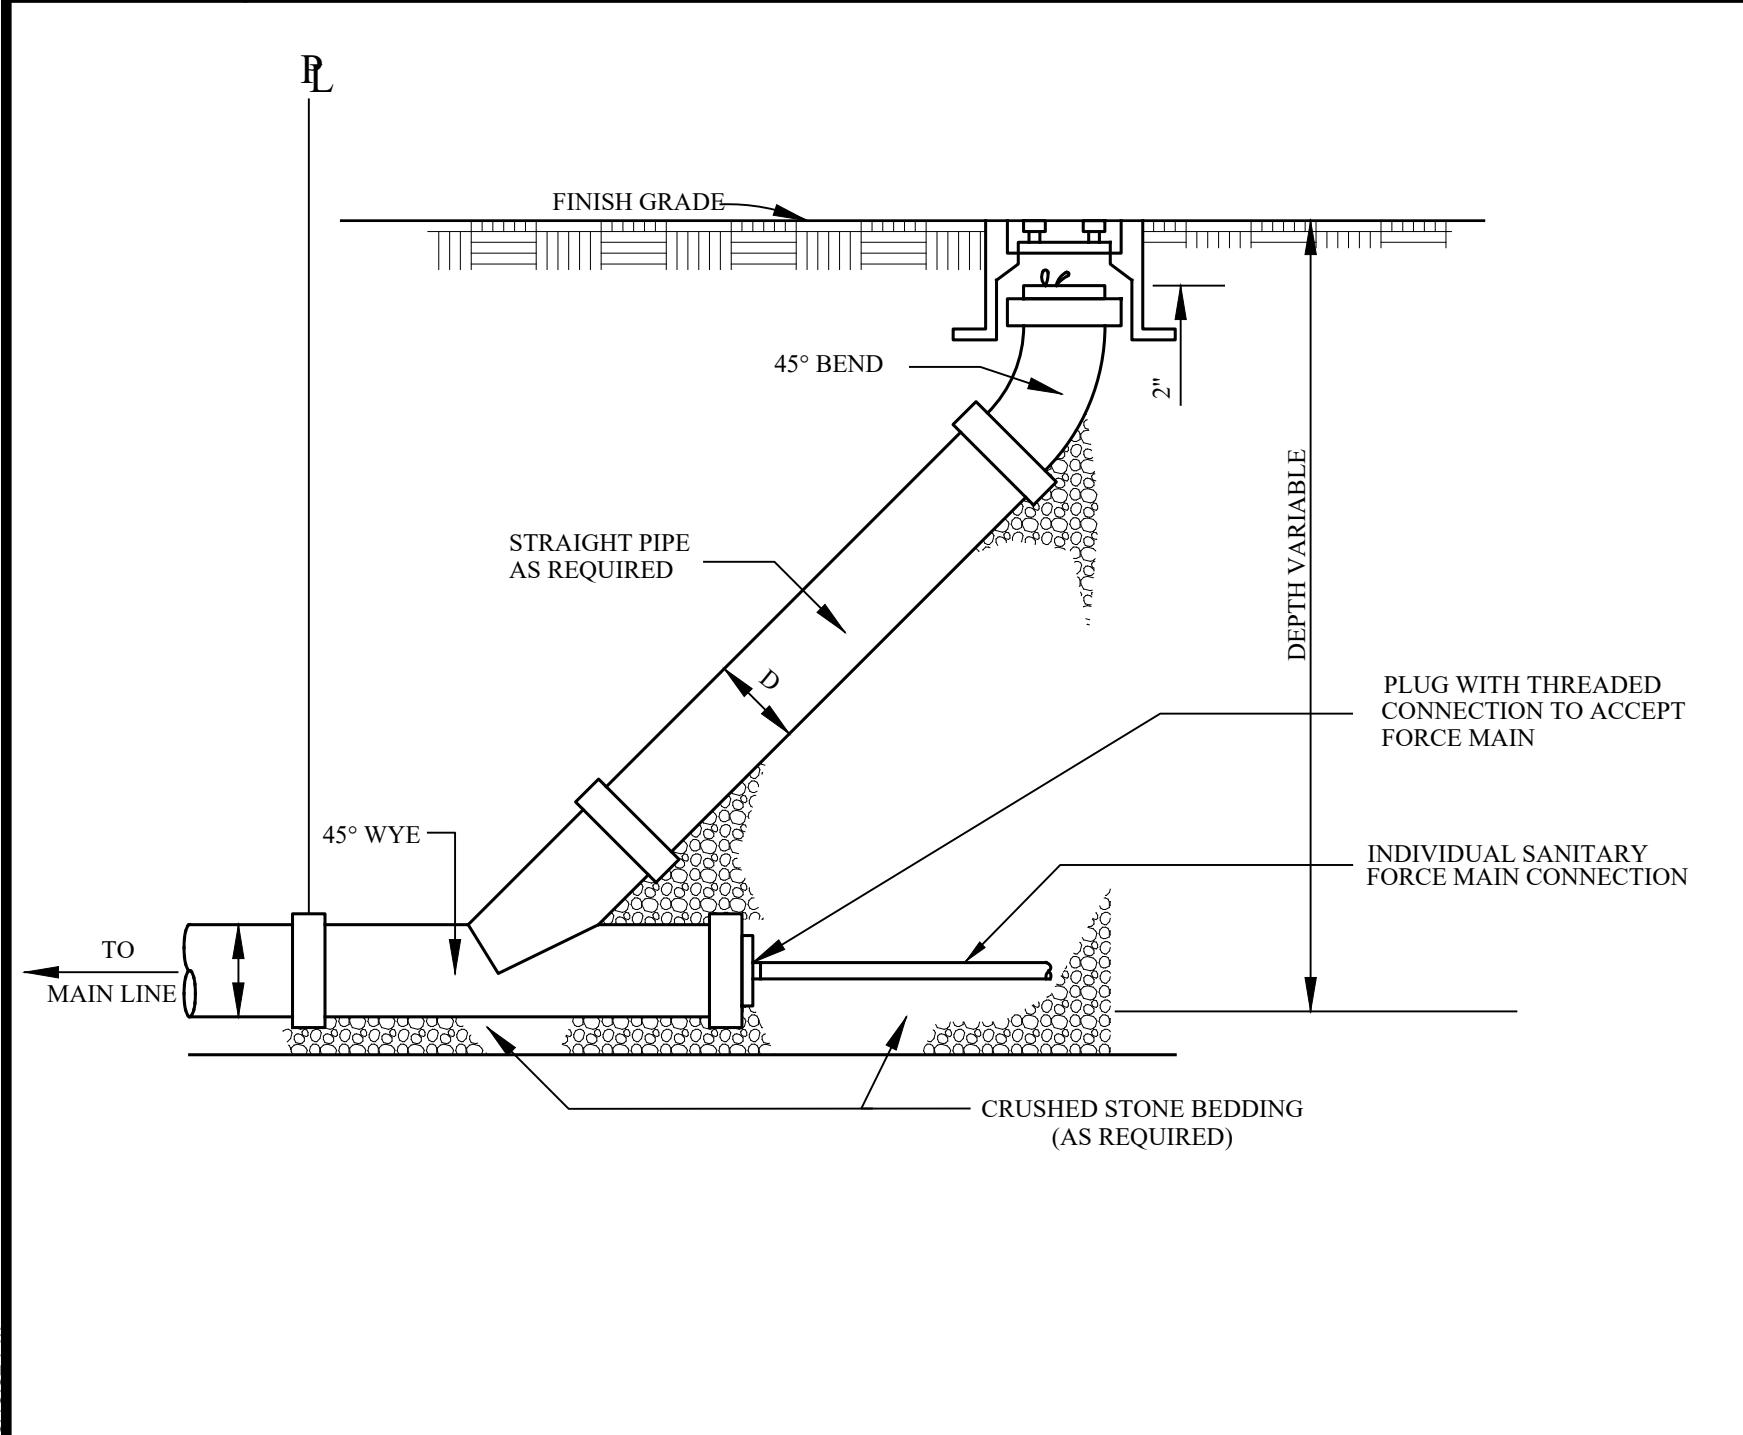 PL
FINISH GRADE
45° BEND
2"
STRAIGHT PIPE
AS REQUIRED
D
DEPTH VARIABLE
PLUG WITH THREADED
CONNECTION TO ACCEPT
FORCE MAIN
45° WYE
INDIVIDUAL SANITARY
FORCE MAIN CONNECTION
TO
MAIN LINE
CRUSHED STONE BEDDING
(AS REQUIRED)